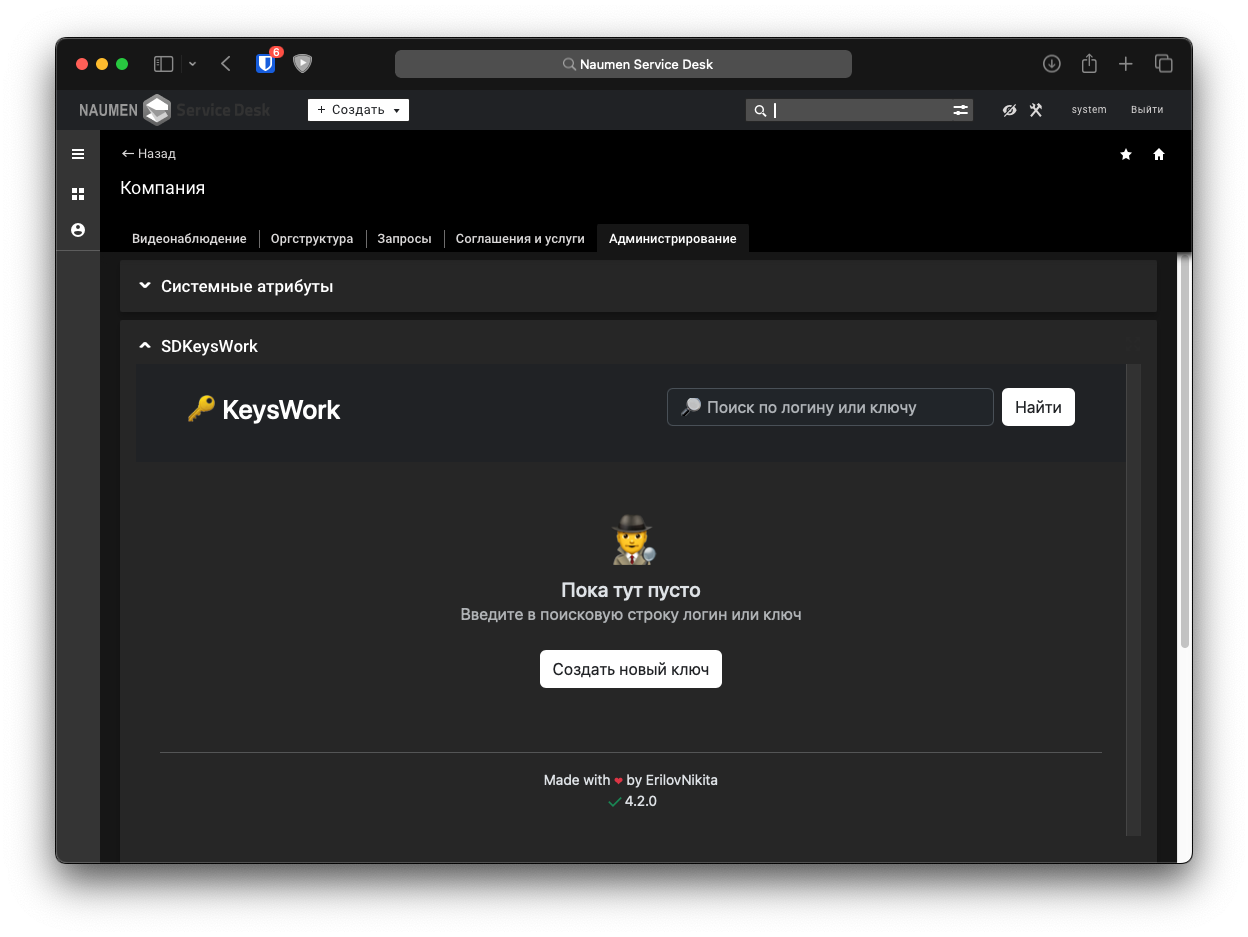 6
Naumen Service Desk
NAUMEN Service Desk
+ Создать
system
Выйти
← Назад
Компания
Видеонаблюдение
Оргструктура
Запросы
Соглашения и услуги
Администрирование
Системные атрибуты
SDKeysWork
🔑 KeysWork
🔎 Поиск по логину или ключу
Найти
Пока тут пусто
Введите в поисковую строку логин или ключ
Создать новый ключ
Made with ❤ by ErilovNikita
✓ 4.2.0